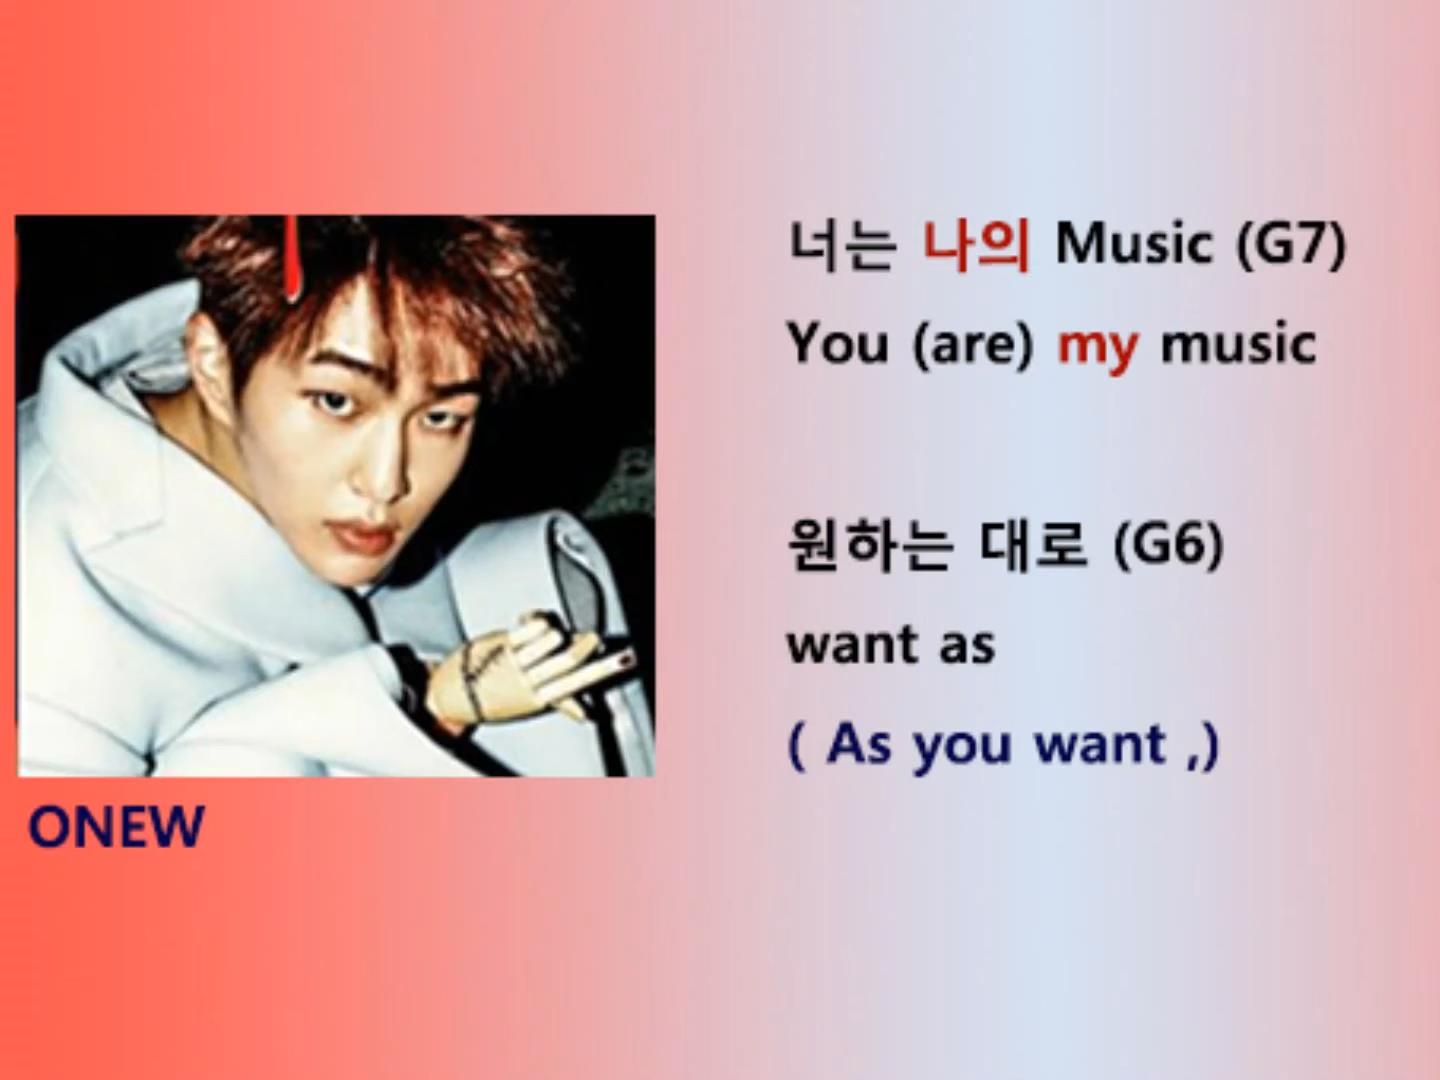 너는 나의 Music (G7)
You (are) my music
원하는 대로 (G6)
want as
( As you want ,)
ONEW